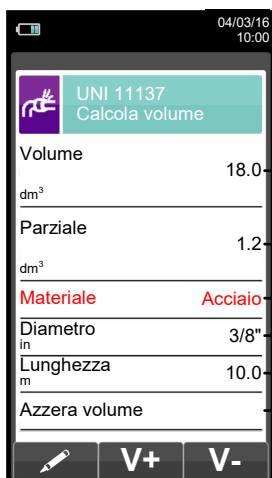 04/03/16
10:00
UNI 11137
Calcola volume
Volume
18.0
dm³
Parziale
1.2
dm³
Materiale Acciaio
Diametro
in
3/8"
Lunghezza
m
10.0
Azzera volume
V+ V-